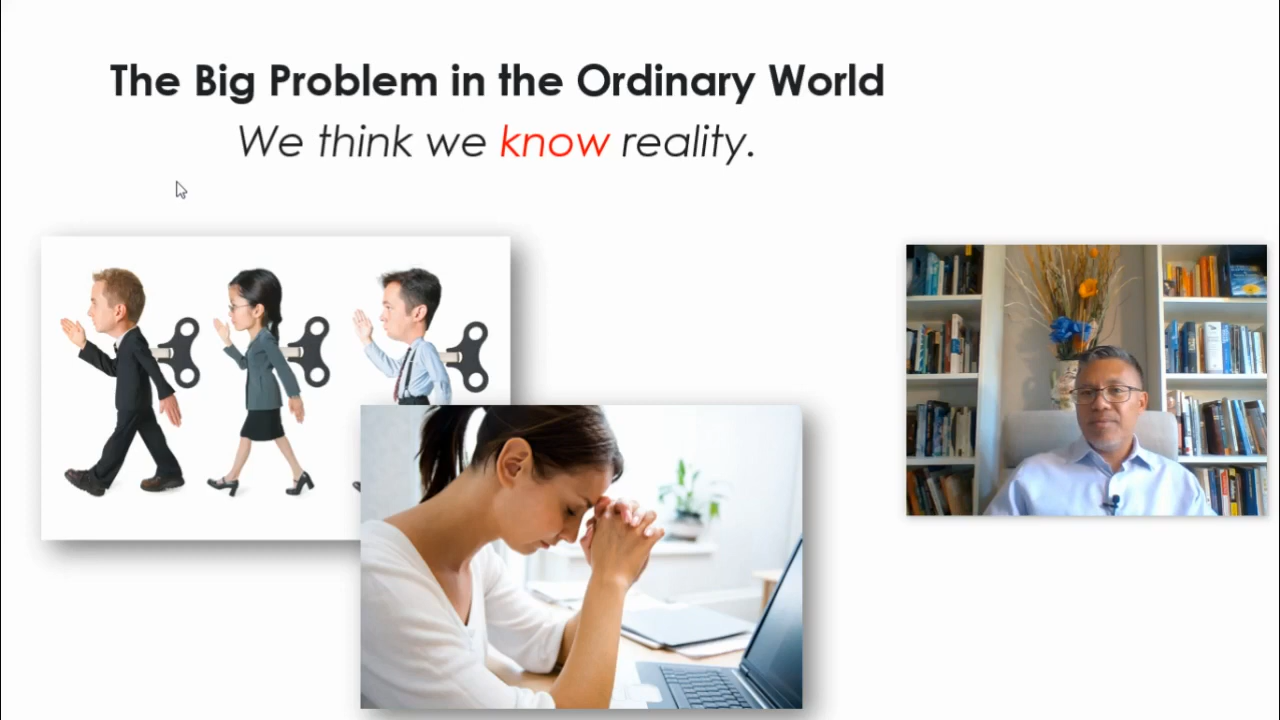 The Big Problem in the Ordinary World
We think we know reality.